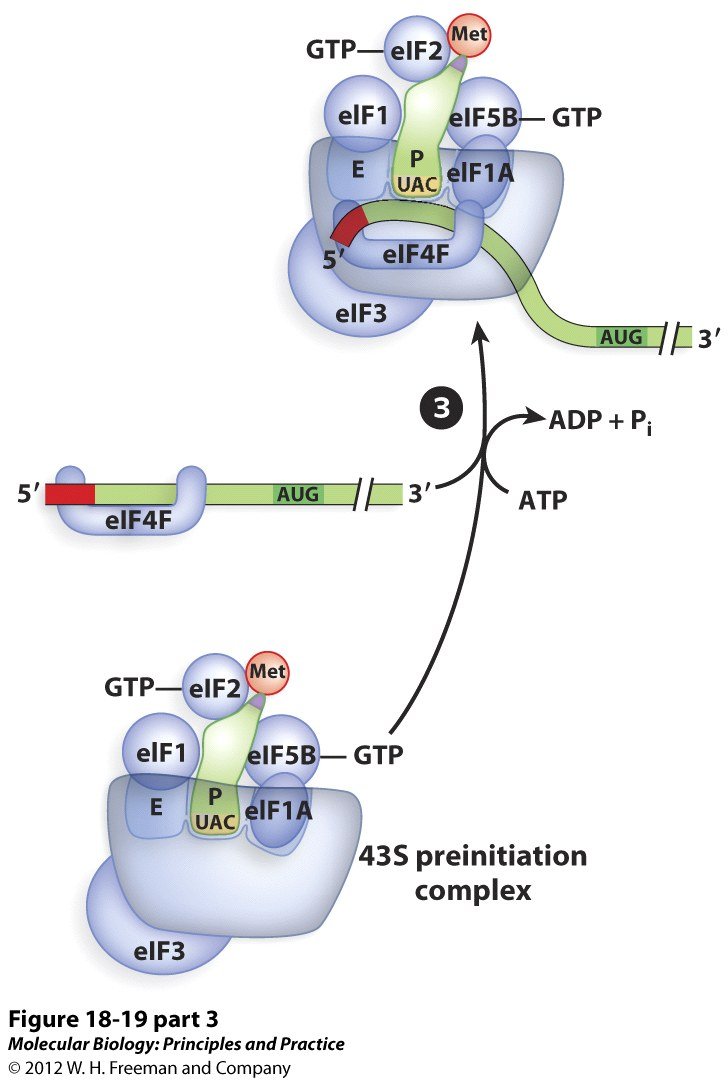 GTP
eIF2
Met
eIF1
eIF5B
GTP
E
P
eIF1A
UAC
5′
eIF4F
eIF3
AUG
3′
3
ADP + Pi
5′
AUG
3′
eIF4F
ATP
GTP
eIF2
Met
eIF1
eIF5B
GTP
E
P
eIF1A
UAC
43S preinitiation
complex
eIF3
Figure 18-19 part 3
Molecular Biology: Principles and Practice
© 2012 W. H. Freeman and Company